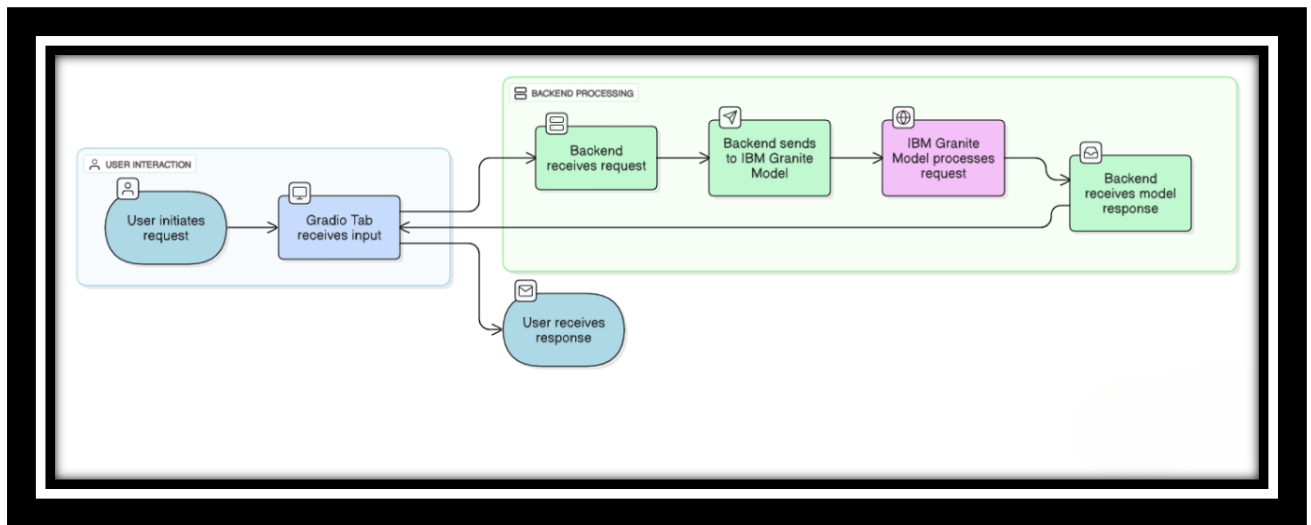 BACKEND PROCESSING
USER INTERACTION
User initiates
request
Gradio Tab
receives input
Backend
receives request
Backend sends
to IBM Granite
Model
IBM Granite
Model processes
request
Backend
receives model
response
User receives
response